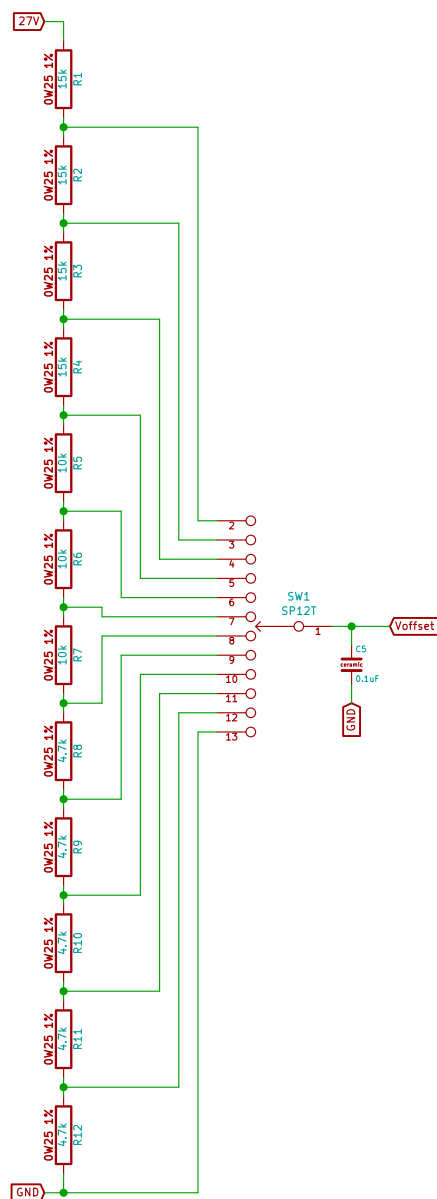 27V
0W25 1%
15k
R1
0W25 1%
15k
R2
0W25 1%
15k
R3
0W25 1%
15k
R4
0W25 1%
10k
R5
0W25 1%
10k
R6
0W25 1%
10k
R7
0W25 1%
4.7k
R8
0W25 1%
4.7k
R9
0W25 1%
4.7k
R10
0W25 1%
4.7k
R11
0W25 1%
4.7k
R12
GND
2
3
4
5
6
7
8
9
10
11
12
13
SW1
SP12T
1
Voffset
C5
ceramic
0.1uF
GND